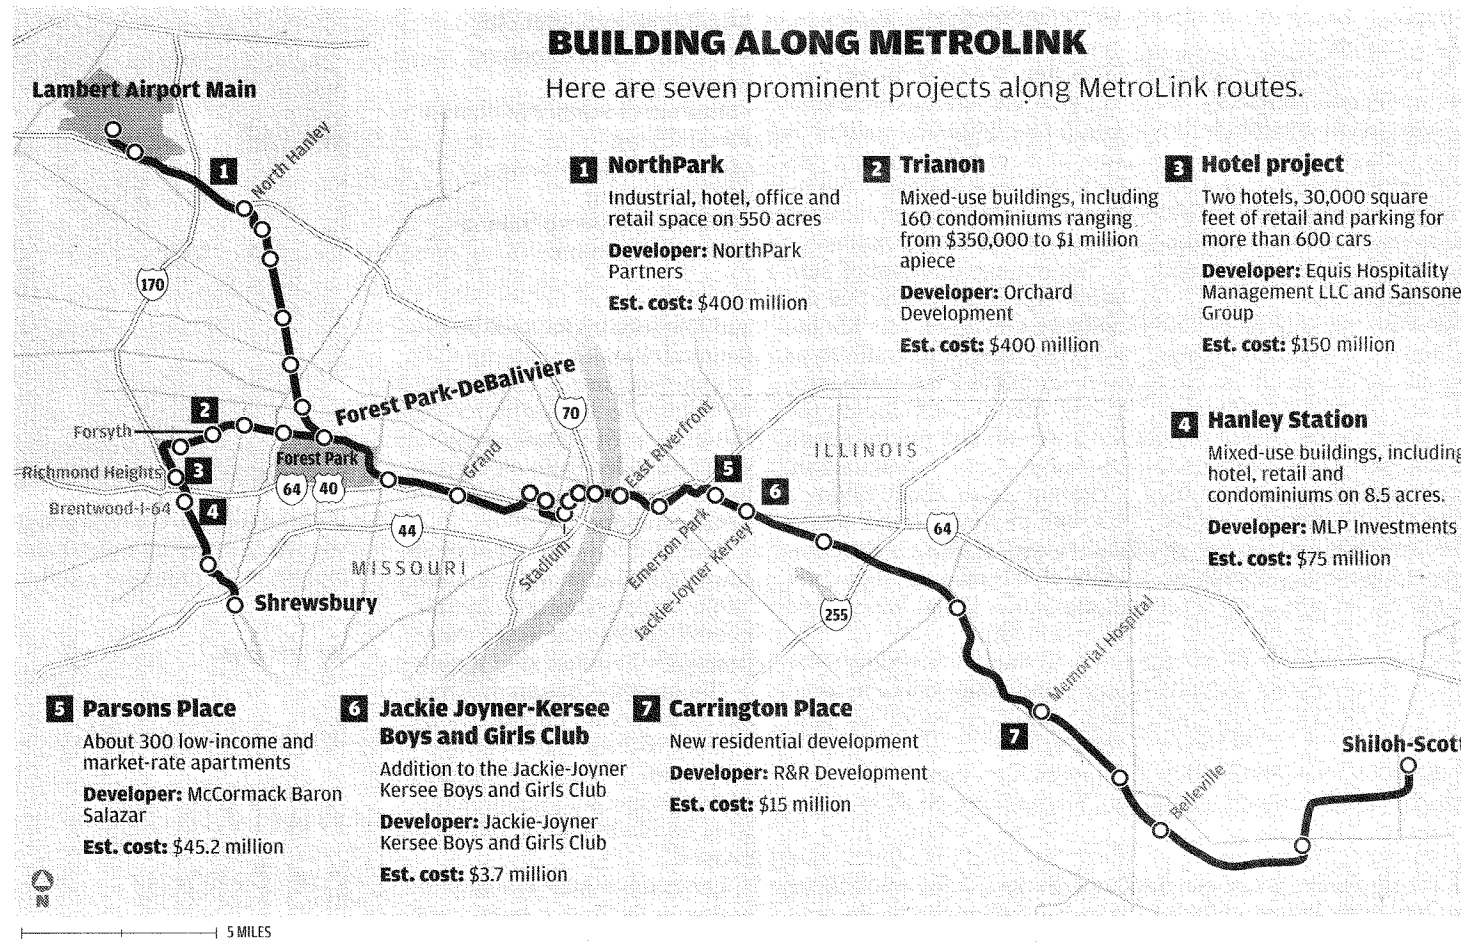 BUILDING ALONG METROLINK
Here are seven prominent projects along MetroLink routes.
Lambert Airport Main
1
North Hanley
170
Forest Park-DeBaliviere
70
2
Forsyth
Forest Park
Richmond Heights
3
64
40
Brentwood-I-64
4
44
MISSOURI
Shrewsbury
Grand
Stadium
East Riverfront
Emerson Park
Jackie-Joyner Kersey
5
6
ILLINOIS
64
255
Memorial Hospital
7
Belleville
Shiloh-Scott
1 NorthPark
Industrial, hotel, office and
retail space on 550 acres
Developer: NorthPark
Partners
Est. cost: $400 million
2 Trianon
Mixed-use buildings, including
160 condominiums ranging
from $350,000 to $1 million
apiece
Developer: Orchard
Development
Est. cost: $400 million
3 Hotel project
Two hotels, 30,000 square
feet of retail and parking for
more than 600 cars
Developer: Equis Hospitality
Management LLC and Sansone
Group
Est. cost: $150 million
4 Hanley Station
Mixed-use buildings, including
hotel, retail and
condominiums on 8.5 acres.
Developer: MLP Investments
Est. cost: $75 million
5 Parsons Place
About 300 low-income and
market-rate apartments
Developer: McCormack Baron
Salazar
Est. cost: $45.2 million
6 Jackie Joyner-Kersee
Boys and Girls Club
Addition to the Jackie-Joyner
Kersee Boys and Girls Club
Developer: Jackie-Joyner
Kersee Boys and Girls Club
Est. cost: $3.7 million
7 Carrington Place
New residential development
Developer: R&R Development
Est. cost: $15 million
N
5 MILES